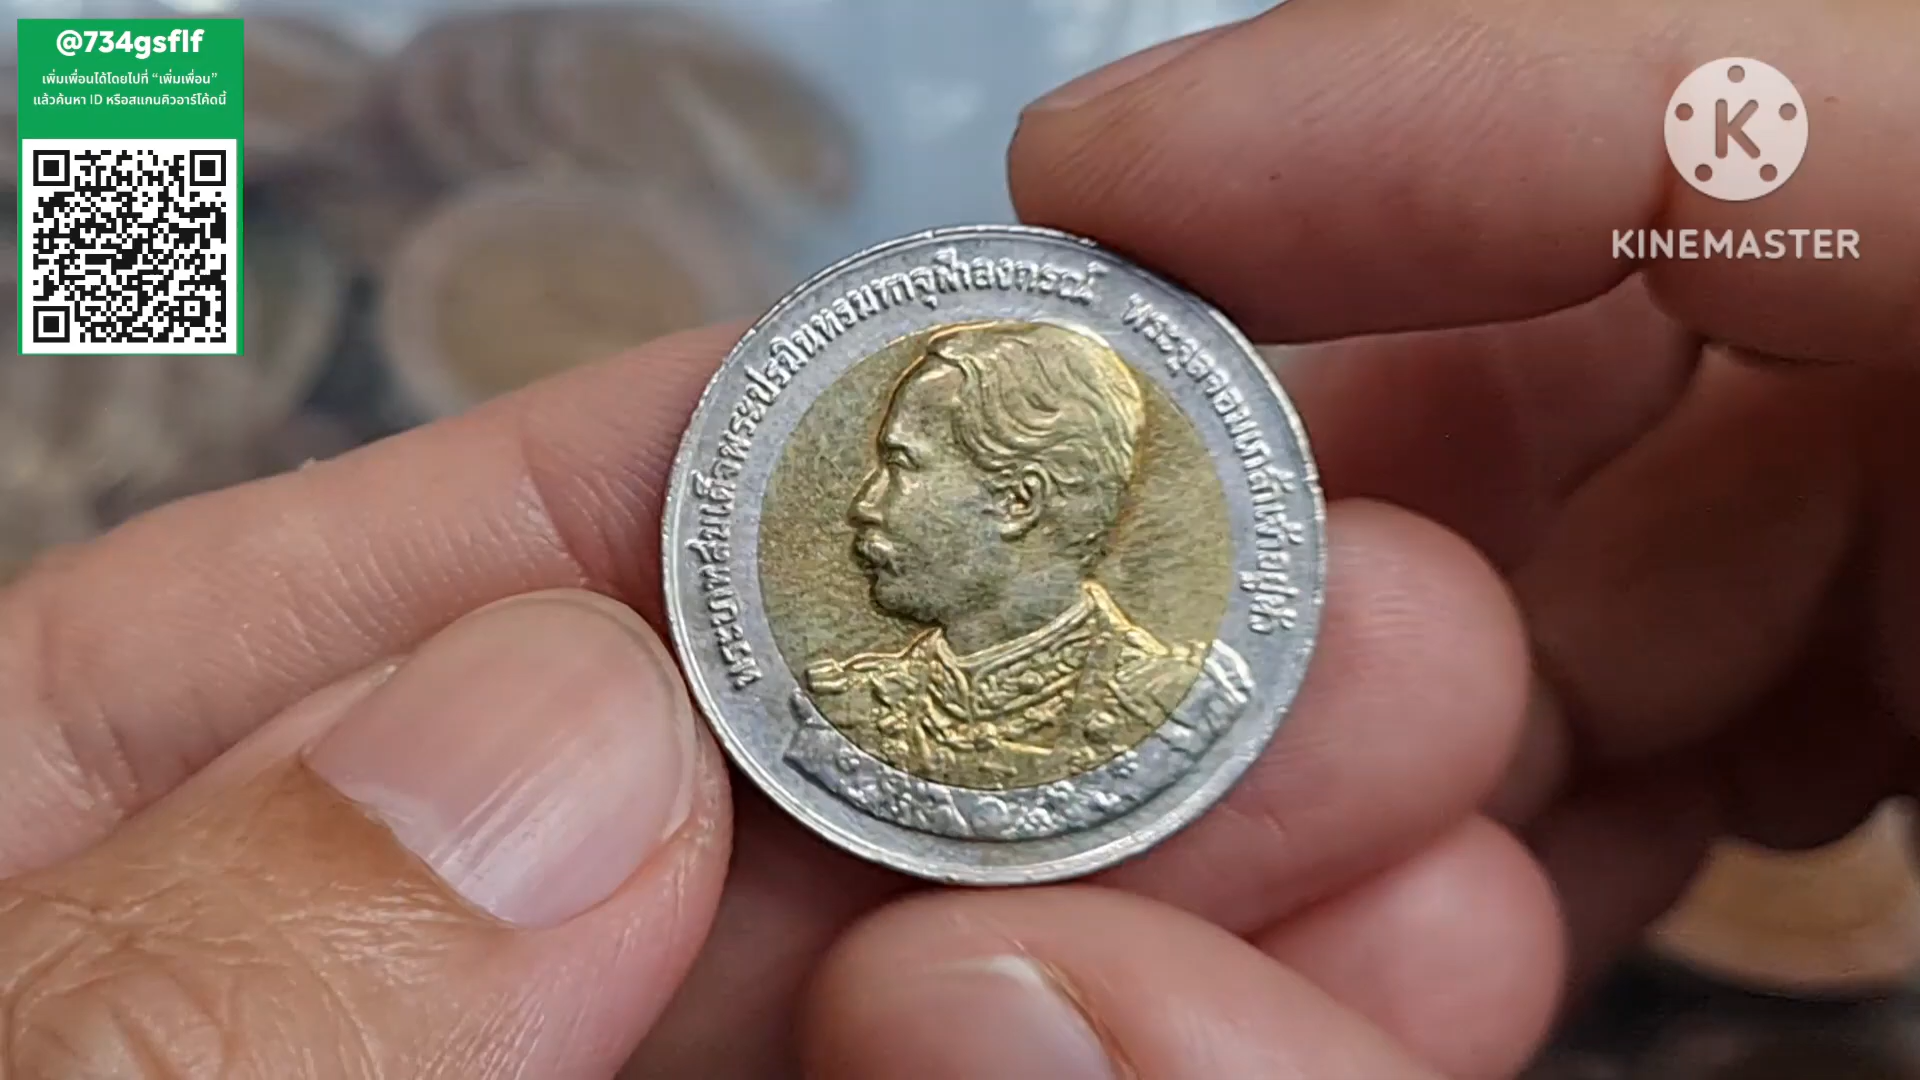 @734gsflf
เพิ่มเพื่อนได้โดยไปที่ “เพิ่มเพื่อน”
แล้วค้นหา ID หรือสแกนคิวอาร์โค้ดนี้
KINEMASTER
พระบาทสมเด็จพระปรมินทรมหาจุฬาลงกรณ์ พระจุลจอมเกล้าเจ้าอยู่หัว